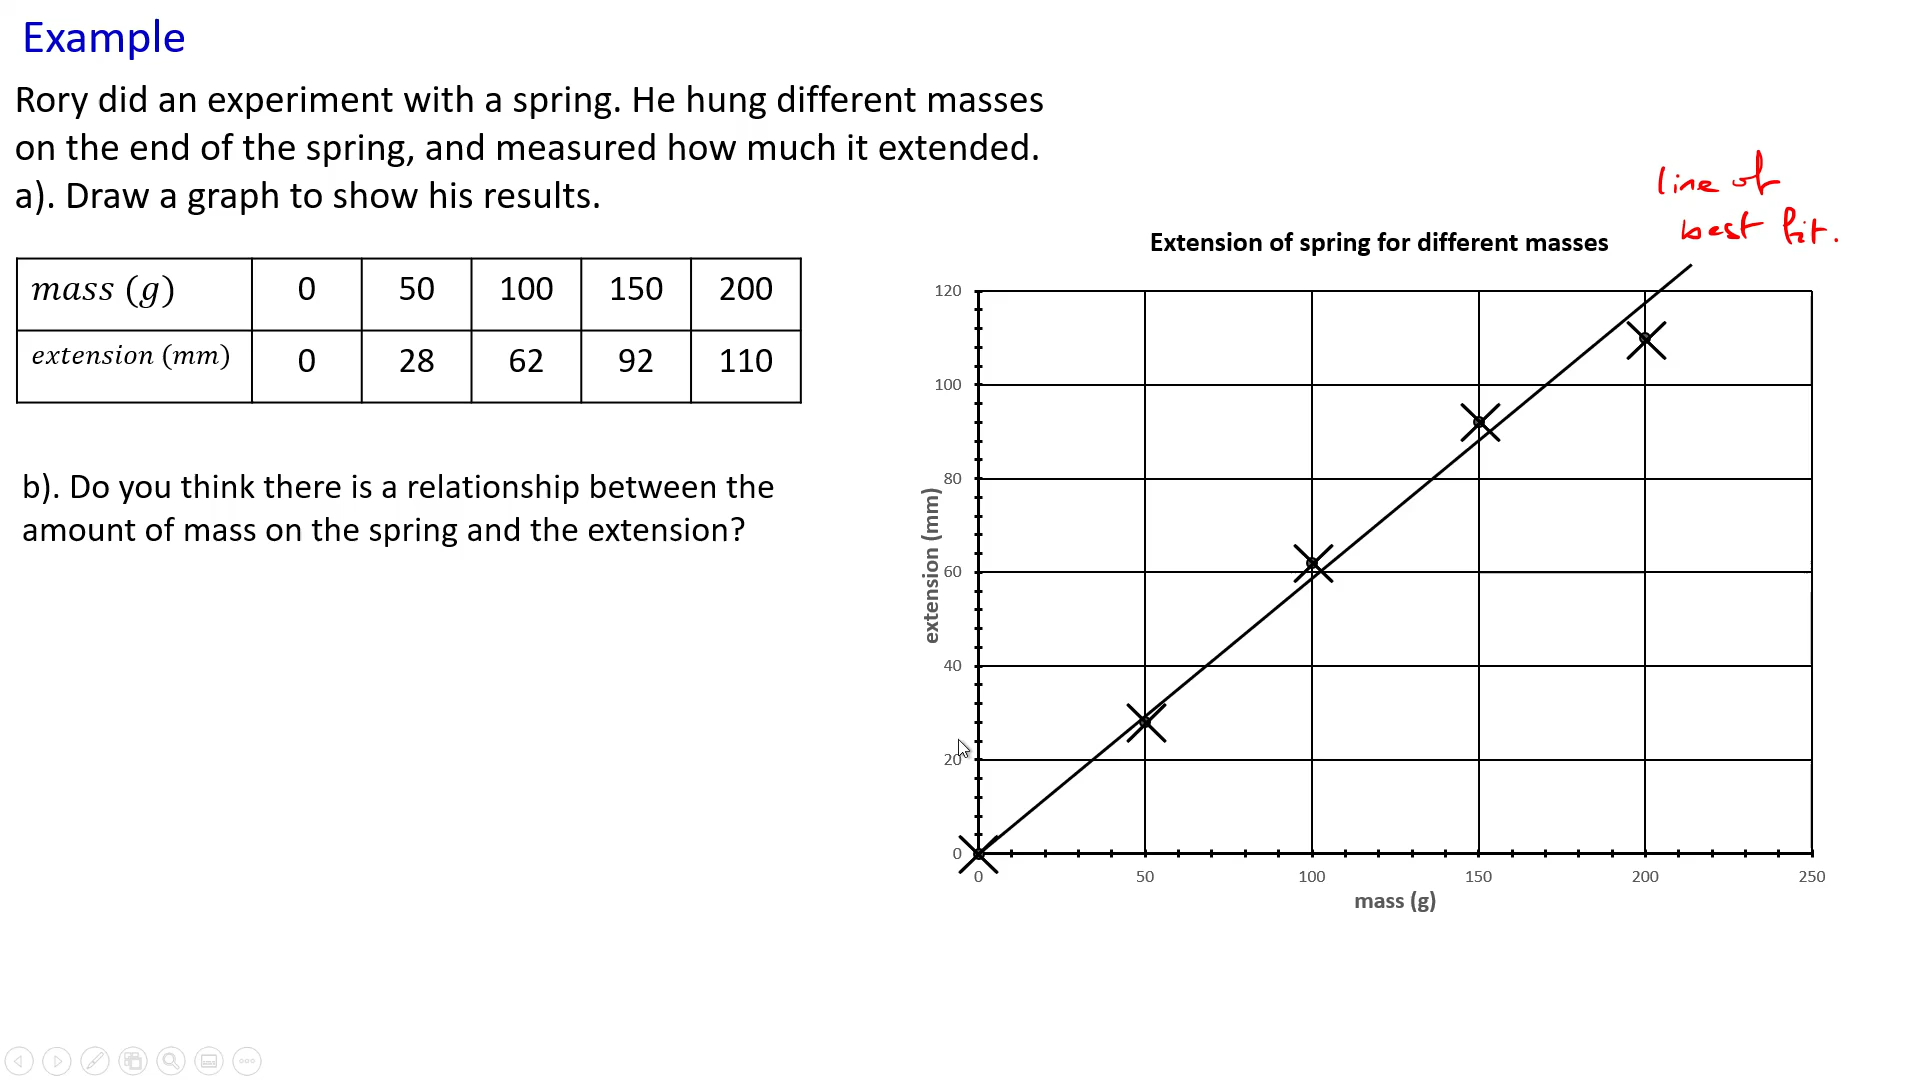 Example
Rory did an experiment with a spring. He hung different masses
on the end of the spring, and measured how much it extended.
a). Draw a graph to show his results.
mass (g) 0 50 100 150 200
extension (mm) 0 28 62 92 110
b). Do you think there is a relationship between the
amount of mass on the spring and the extension?
line of
best fit.
Extension of spring for different masses
120
100
80
60
40
20
0
extension (mm)
0 50 100 150 200 250
mass (g)